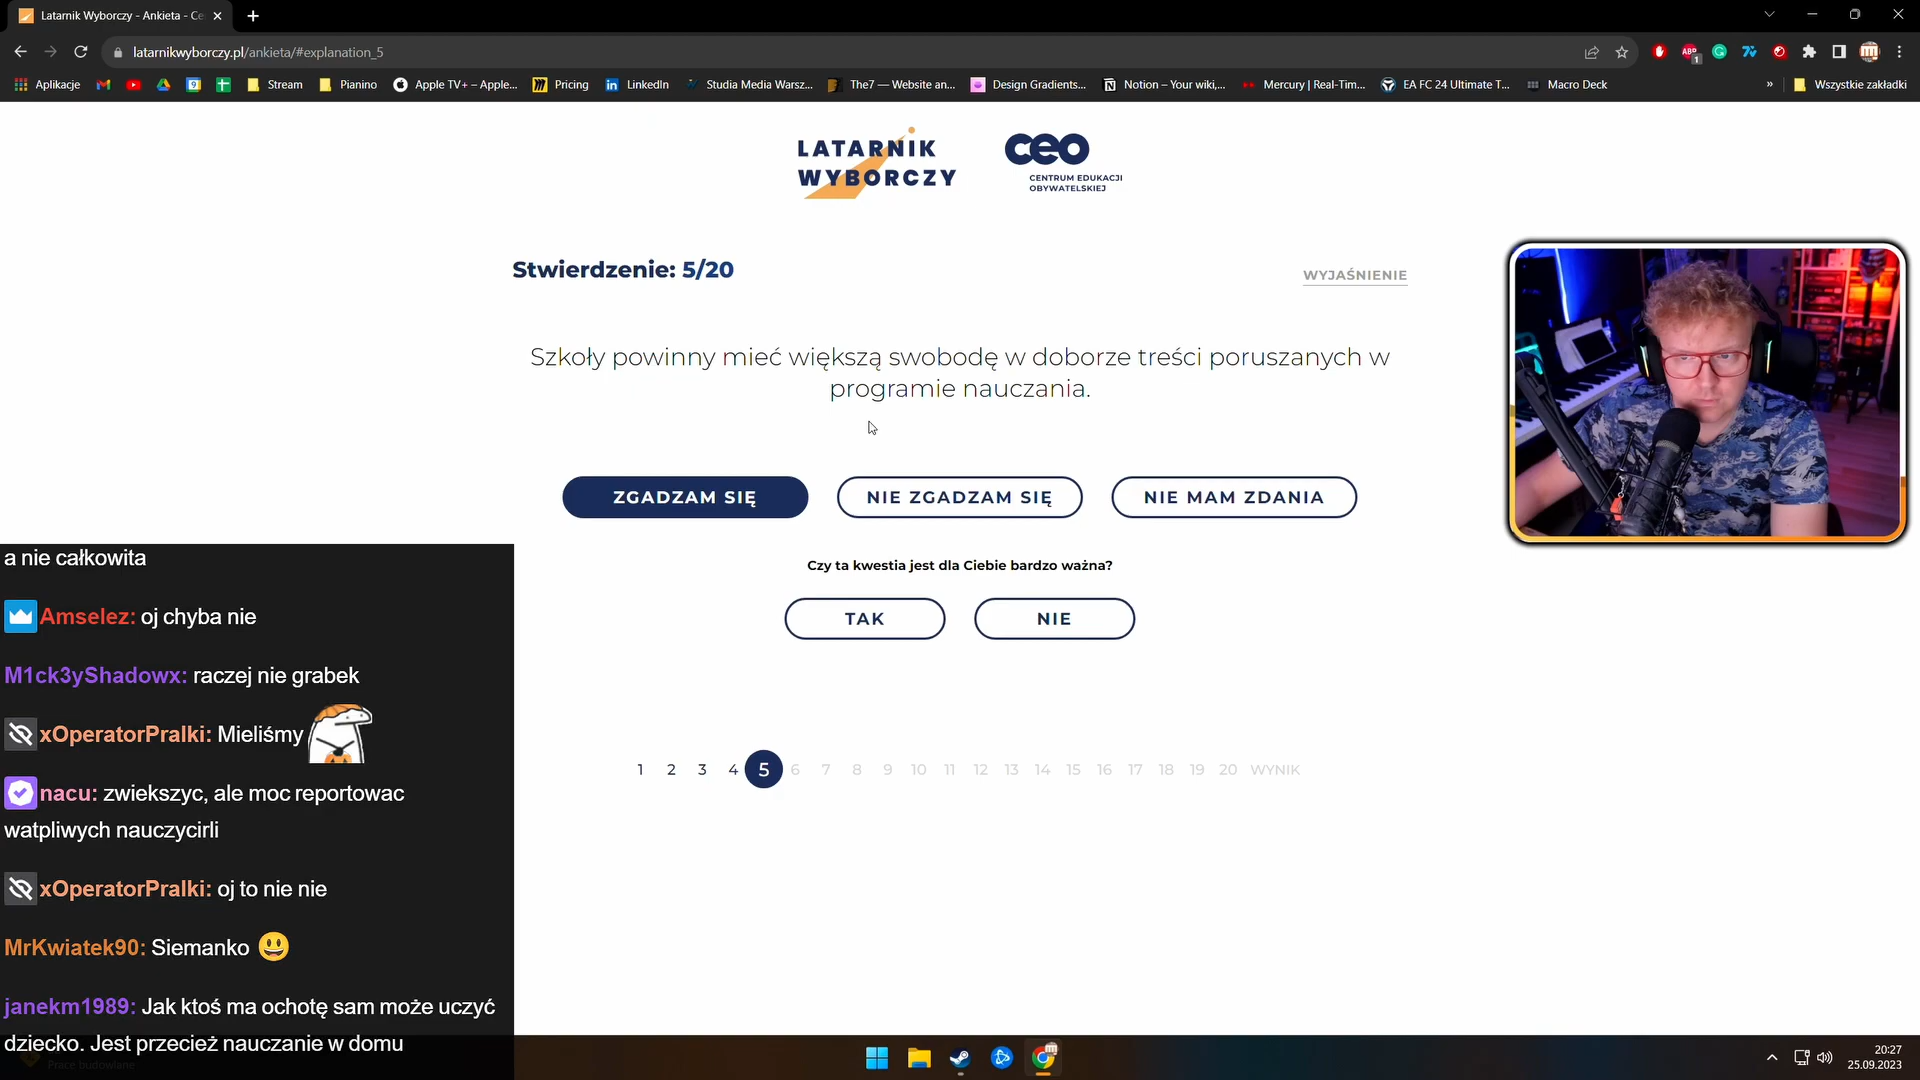 Latarnik Wyborczy - Ankieta - Ce
latarnikwyborczy.pl/ankieta/#explanation_5
Aplikacje
Stream
Pianino
Apple TV+ – Apple...
Pricing
LinkedIn
Studia Media Warsz...
The7 — Website an...
Design Gradients...
Notion – Your wiki,...
Mercury | Real-Tim...
EA FC 24 Ultimate T...
Macro Deck
»
Wszystkie zakładki
LATARNIK
WYBORCZY
ceo
CENTRUM EDUKACJI
OBYWATELSKIEJ
Stwierdzenie: 5/20
WYJAŚNIENIE
Szkoły powinny mieć większą swobodę w doborze treści poruszanych w
programie nauczania.
ZGADZAM SIĘ
NIE ZGADZAM SIĘ
NIE MAM ZDANIA
Czy ta kwestia jest dla Ciebie bardzo ważna?
TAK
NIE
1 2 3 4 5 6 7 8 9 10 11 12 13 14 15 16 17 18 19 20 WYNIK
a nie całkowita
Amselez: oj chyba nie
M1ck3yShadowx: raczej nie grabek
xOperatorPralki: Mieliśmy
nacu: zwiekszyc, ale moc reportowac
watpliwych nauczycirli
xOperatorPralki: oj to nie nie
MrKwiatek90: Siemanko
janekm1989: Jak ktoś ma ochotę sam może uczyć
dziecko. Jest przecież nauczanie w domu
Prace budowlane
20:27
25.09.2023